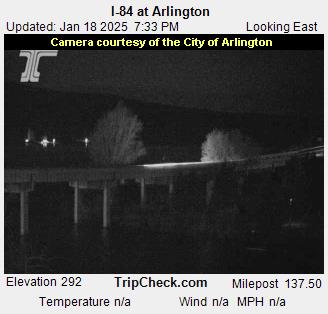 I-84 at Arlington
Updated: Jan 18 2025 7:33 PM Looking East
Camera courtesy of the City of Arlington
Elevation 292 TripCheck.com Milepost 137.50
Temperature n/a Wind n/a MPH n/a